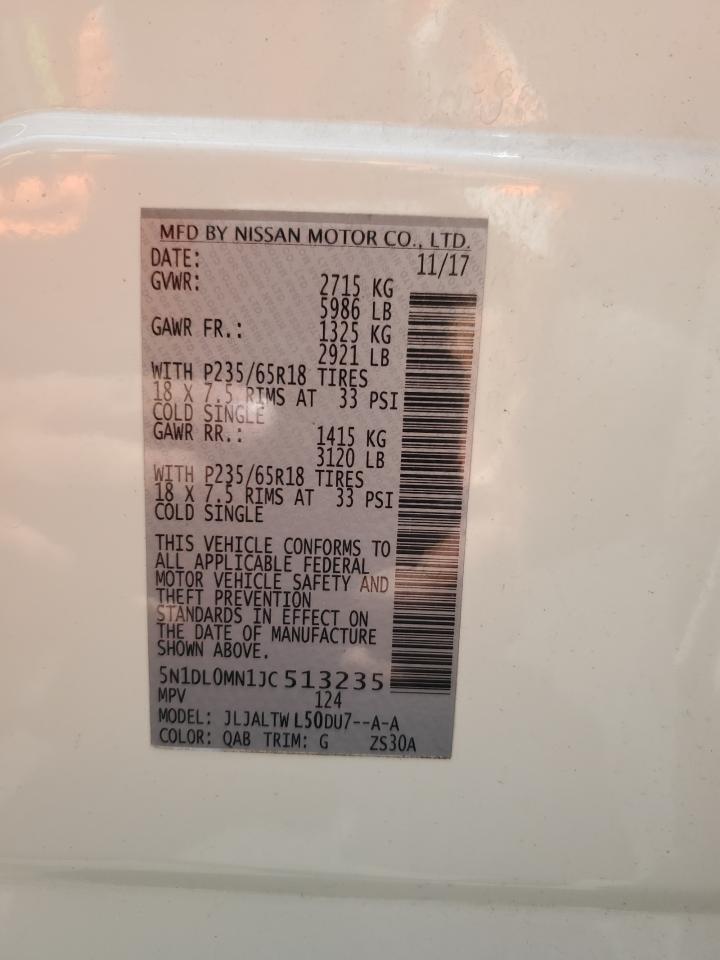 MFD BY NISSAN MOTOR CO., LTD.
DATE: 11/17
GVWR: 2715 KG
5986 LB
GAWR FR.: 1325 KG
2921 LB
WITH P235/65R18 TIRES
18 X 7.5 RIMS AT 33 PSI
COLD SINGLE
GAWR RR.: 1415 KG
3120 LB
WITH P235/65R18 TIRES
18 X 7.5 RIMS AT 33 PSI
COLD SINGLE
THIS VEHICLE CONFORMS TO
ALL APPLICABLE FEDERAL
MOTOR VEHICLE SAFETY AND
THEFT PREVENTION
STANDARDS IN EFFECT ON
THE DATE OF MANUFACTURE
SHOWN ABOVE.
5N1DL0MN1JC513235
MPV 124
MODEL: JLJALTWL50DU7--A-A
COLOR: QAB TRIM: G ZS30A